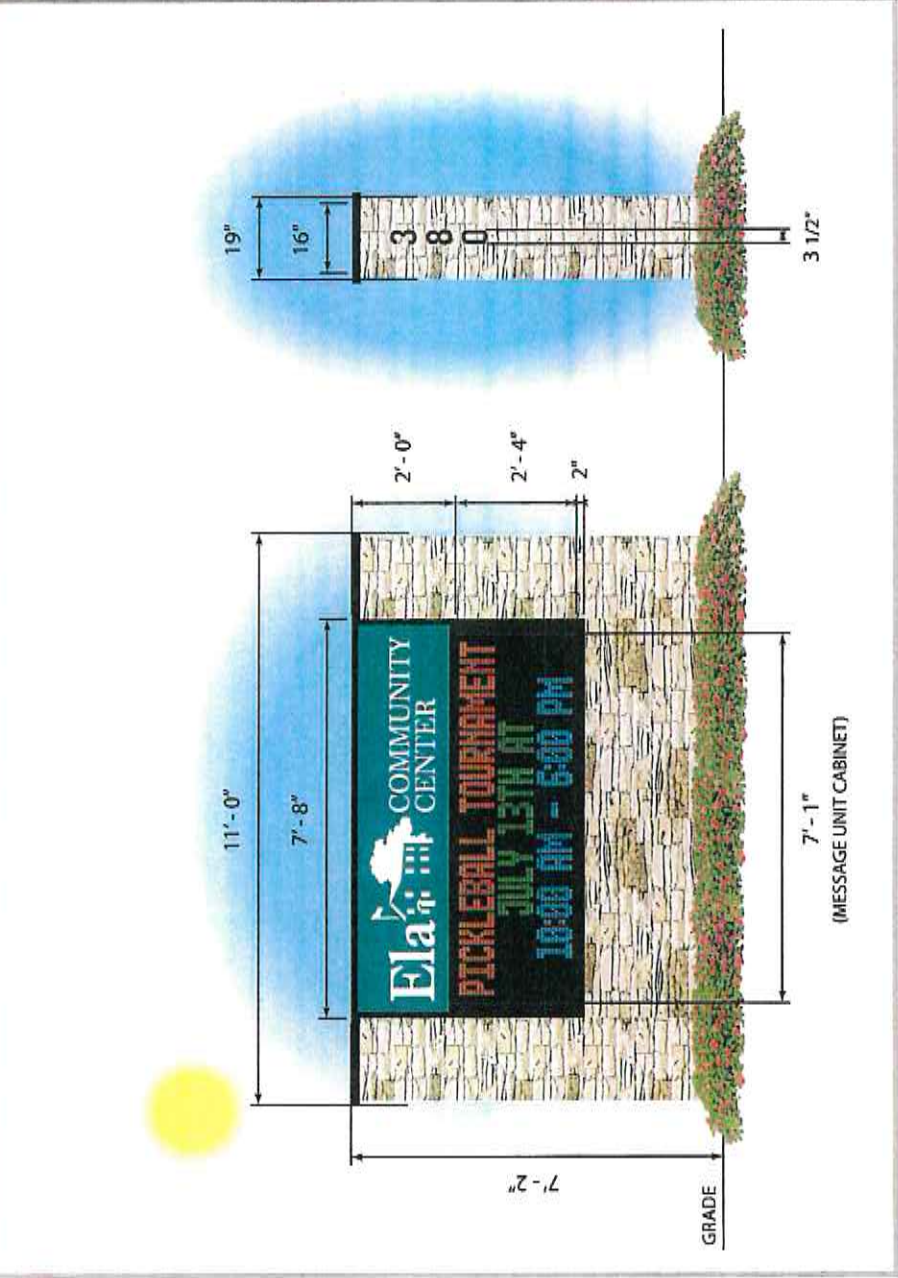 11'-0"
7'-8"
Ela COMMUNITY
CENTER
PICKLEBALL TOURNAMENT
JULY 13TH AT
10:00 AM - 6:00 PM
2'-0"
2'-4"
2"
7'-2"
GRADE
7'-1"
(MESSAGE UNIT CABINET)
19"
16"
3
8
0
3 1/2"